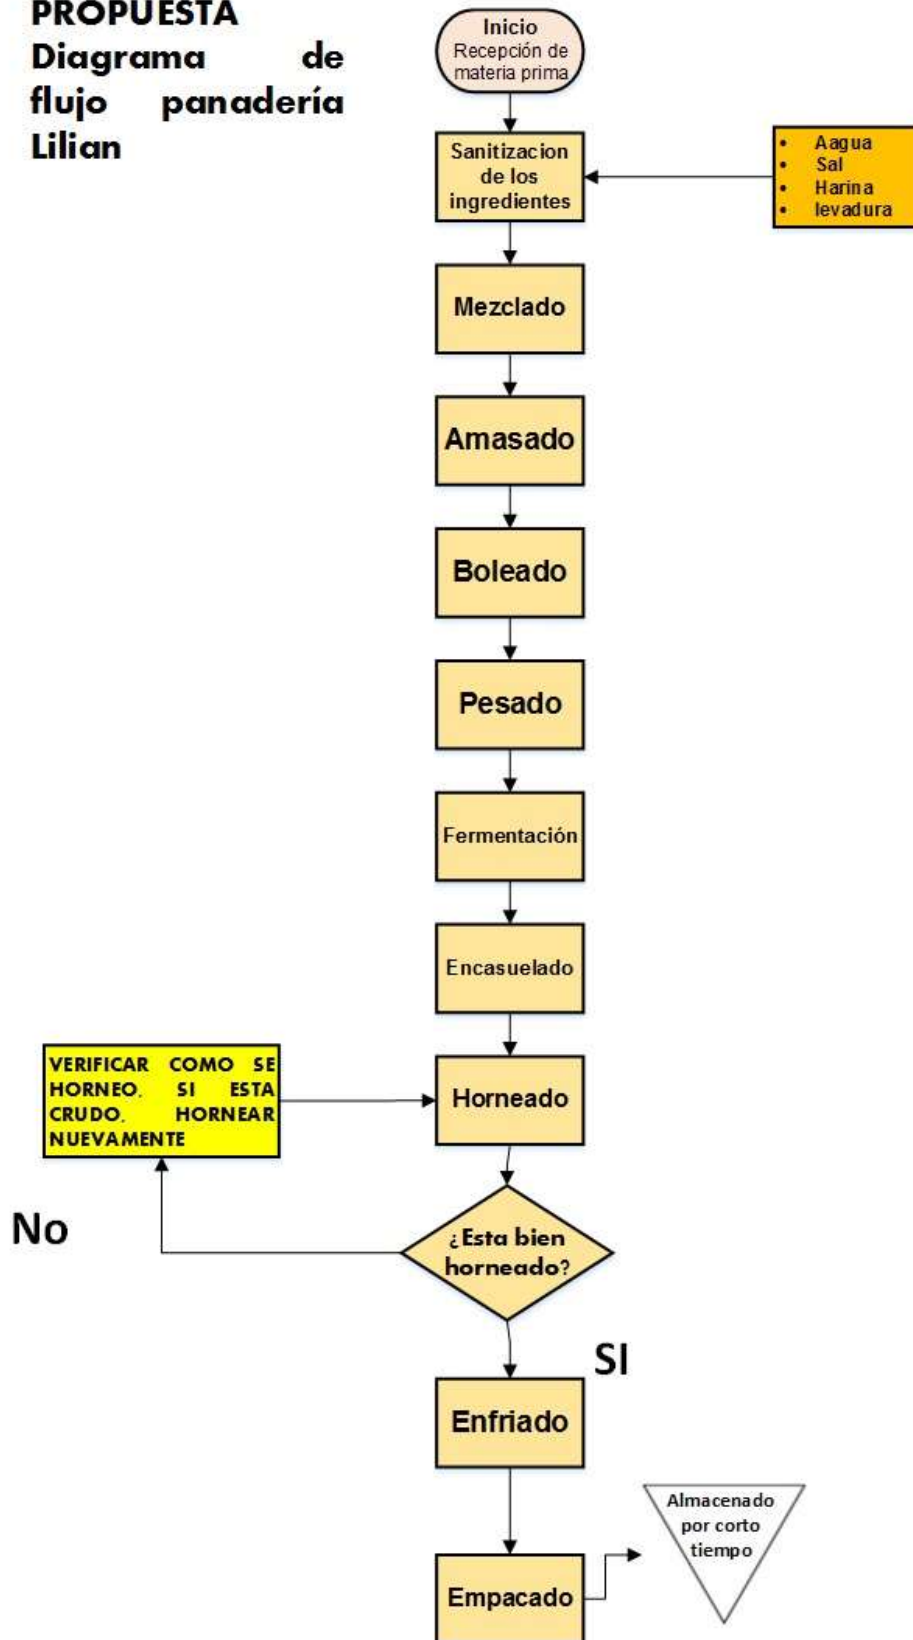 PROPUESTA
Diagrama de
flujo panadería
Lilian
Inicio
Recepción de
materia prima
Sanitizacion
de los
ingredientes
• Aagua
• Sal
• Harina
• levadura
Mezclado
Amasado
Boleado
Pesado
Fermentación
Encasuelado
VERIFICAR COMO SE
HORNEO, SI ESTA
CRUDO, HORNEAR
NUEVAMENTE
Horneado
No
¿Esta bien
horneado?
SI
Enfriado
Almacenado
por corto
tiempo
Empacado